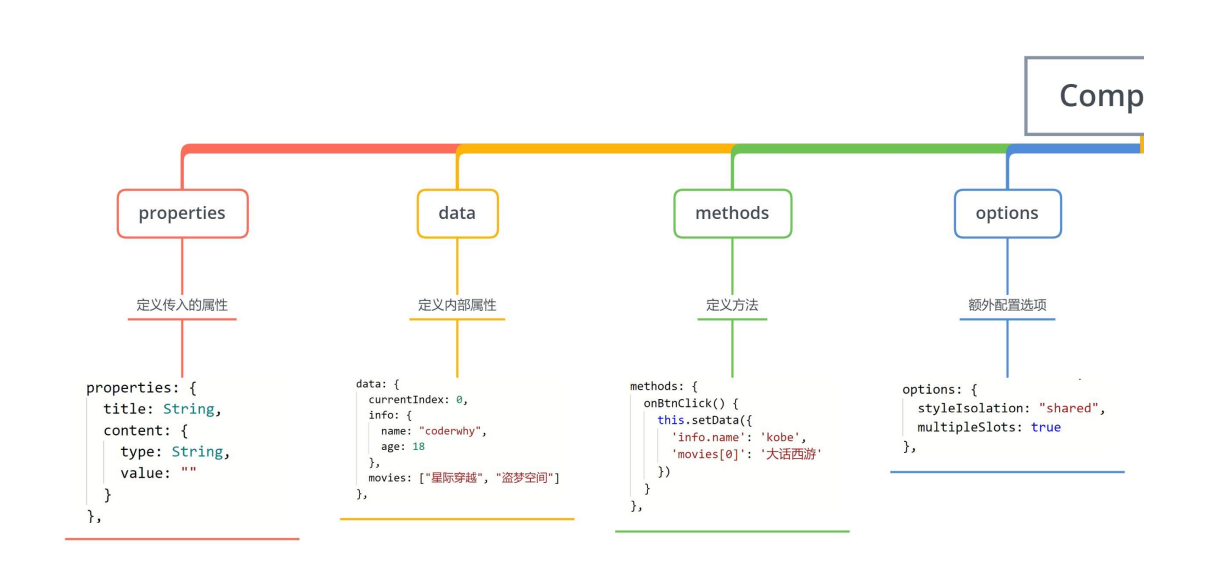 Comp
properties
data
methods
options
定义传入的属性
定义内部属性
定义方法
额外配置选项
properties: {
title: String,
content: {
type: String,
value: ""
}
},
data: {
currentIndex: 0,
info: {
name: "coderwhy",
age: 18
},
movies: ["星际穿越", "盗梦空间"]
},
methods: {
onBtnClick() {
this.setData({
'info.name': 'kobe',
'movies[0]': '大话西游'
})
}
},
options: {
styleIsolation: "shared",
multipleSlots: true
},